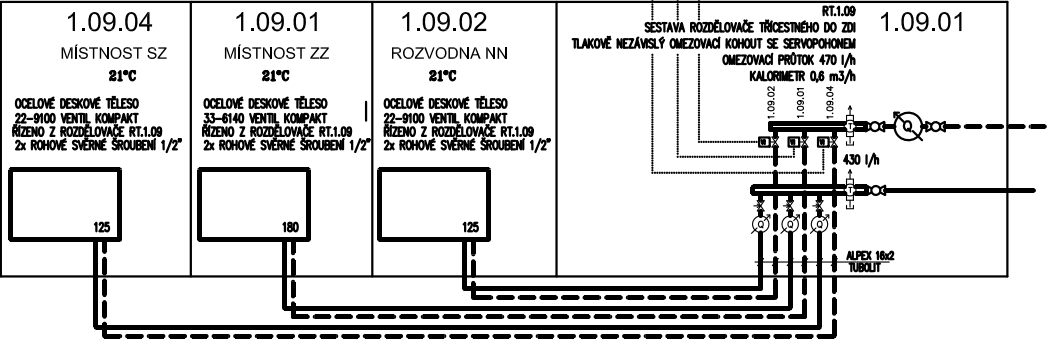 1.09.04
MÍSTNOST SZ
21°C
OCELOVÉ DESKOVÉ TĚLESO
22-9100 VENTIL KOMPAKT
ŘÍZENO Z ROZDĚLOVAČE RT.1.09
2x ROHOVÉ SVĚRNÉ ŠROUBENÍ 1/2"
125
1.09.01
MÍSTNOST ZZ
21°C
OCELOVÉ DESKOVÉ TĚLESO
33-6140 VENTIL KOMPAKT
ŘÍZENO Z ROZDĚLOVAČE RT.1.09
2x ROHOVÉ SVĚRNÉ ŠROUBENÍ 1/2"
180
1.09.02
ROZVODNA NN
21°C
OCELOVÉ DESKOVÉ TĚLESO
22-9100 VENTIL KOMPAKT
ŘÍZENO Z ROZDĚLOVAČE RT.1.09
2x ROHOVÉ SVĚRNÉ ŠROUBENÍ 1/2"
125
1.09.01
RT.1.09
SESTAVA ROZDĚLOVAČE TŘÍCESTNÉHO DO ZDI
TLAKOVĚ NEZÁVISLÝ OMEZOVACÍ KOHOUT SE SERVOPOHONEM
OMEZOVACÍ PRŮTOK 470 l/h
KALORIMETR 0,6 m3/h
1.09.02
1.09.01
1.09.04
T
Q
430 l/h
T
Q
Q
Q
ALPEX 16x2
TUBOLIT